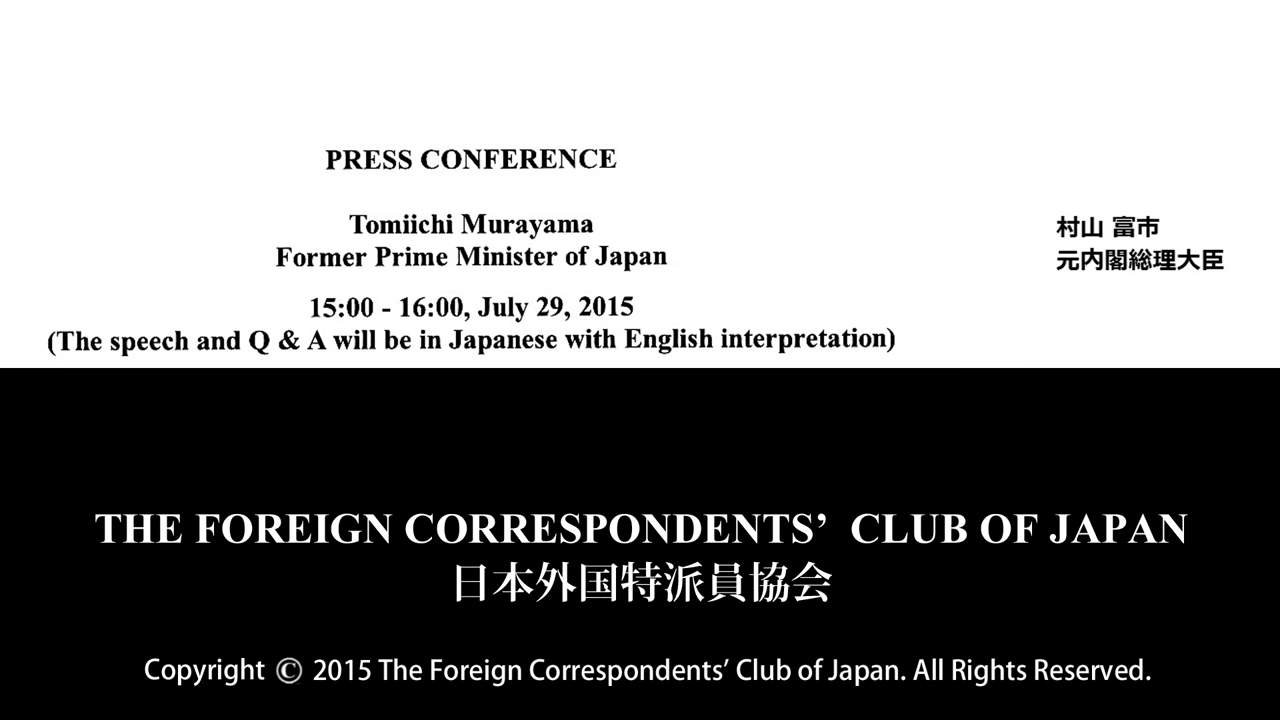 PRESS CONFERENCE
Tomiichi Murayama
Former Prime Minister of Japan
15:00 - 16:00, July 29, 2015
(The speech and Q & A will be in Japanese with English interpretation)
村山 富市
元内閣総理大臣
THE FOREIGN CORRESPONDENTS’ CLUB OF JAPAN
日本外国特派員協会
Copyright © 2015 The Foreign Correspondents’ Club of Japan. All Rights Reserved.